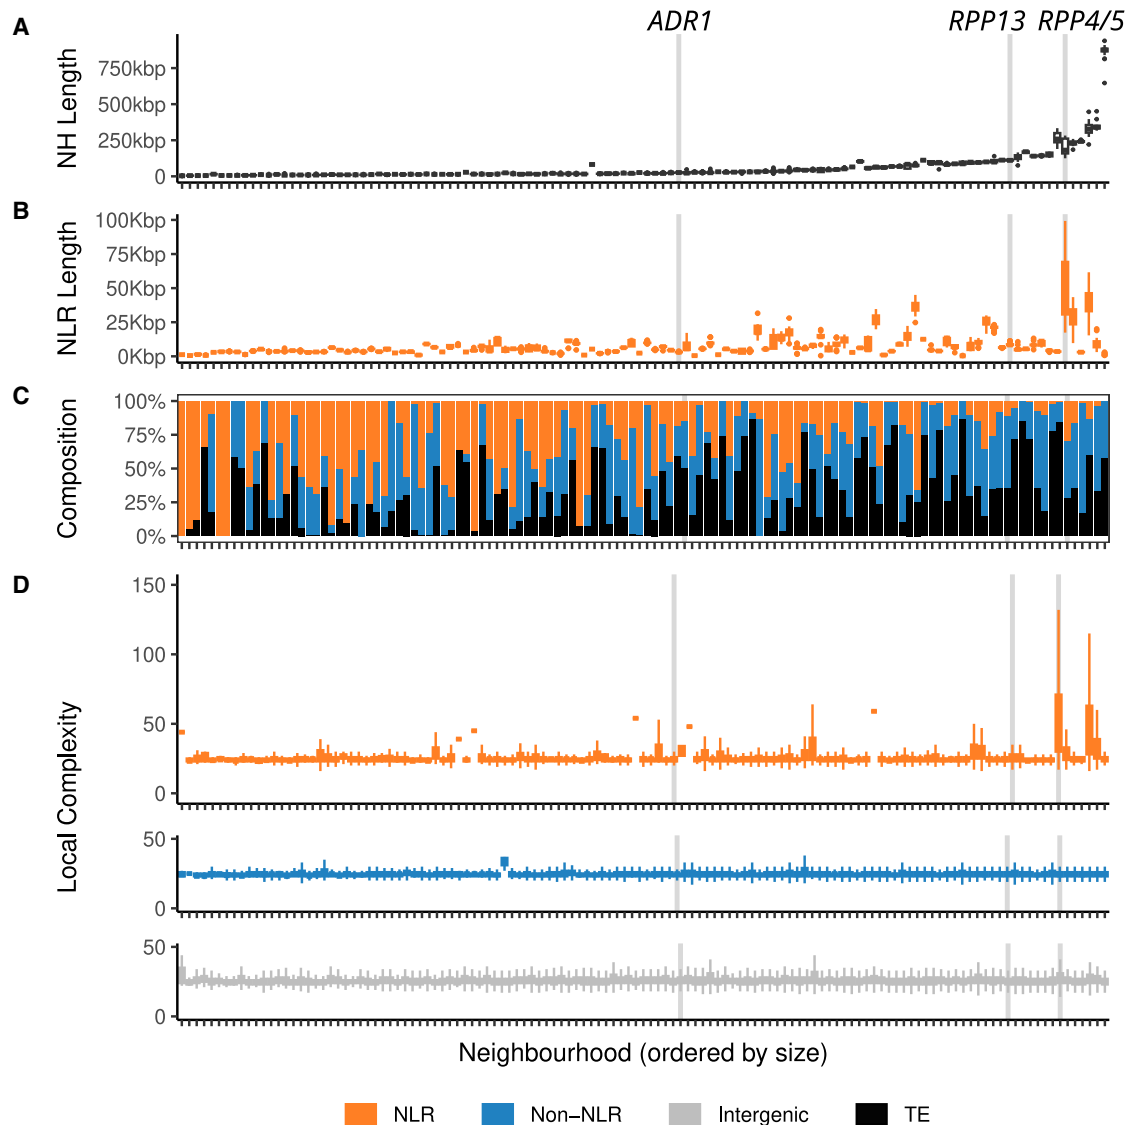 A
ADR1
RPP13
RPP4/5
NH Length
750kbp
500kbp
250kbp
0
B
NLR Length
100Kbp
75Kbp
50Kbp
25Kbp
0Kbp
C
Composition
100%
75%
50%
25%
0%
D
Local Complexity
150
100
50
0
50
0
50
0
Neighbourhood (ordered by size)
NLR
Non−NLR
Intergenic
TE